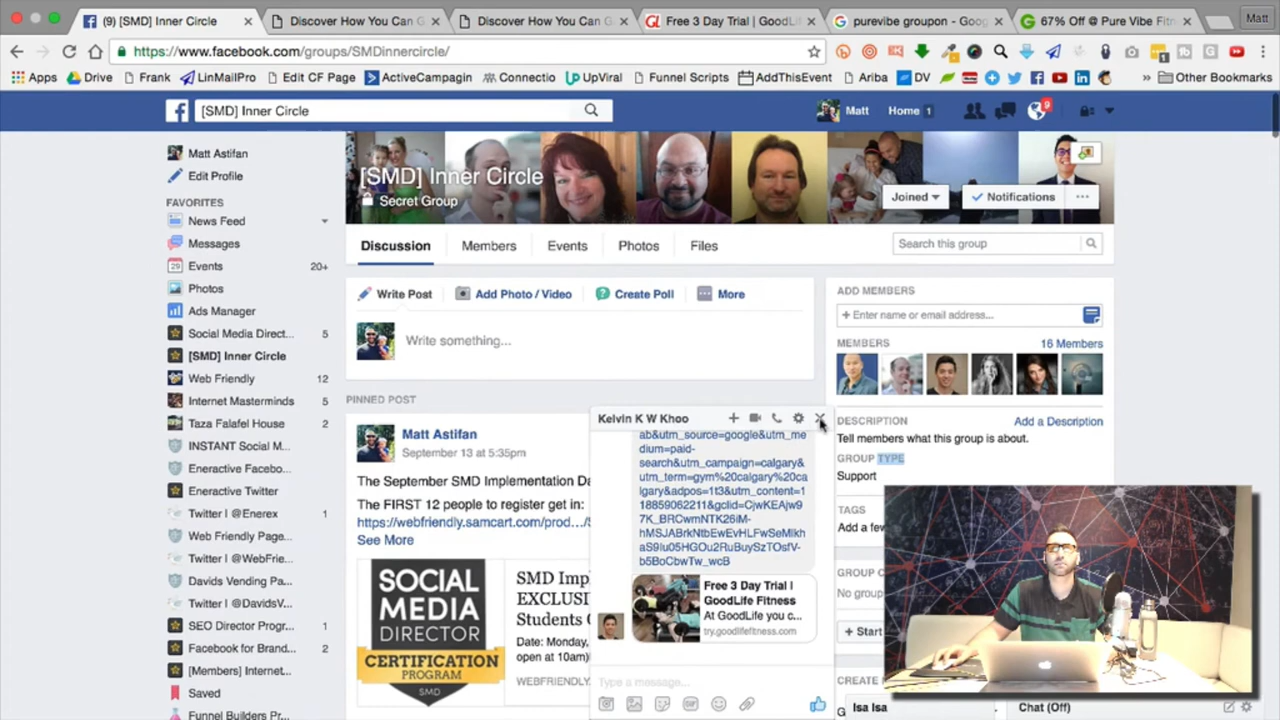 (9) [SMD] Inner Circle
Discover How You Can G
Discover How You Can G
Free 3 Day Trial | GoodLi
purevibe groupon - Goog
67% Off @ Pure Vibe Fitn
Matt
https://www.facebook.com/groups/SMDinnercircle/
Apps
Drive
Frank
LinMailPro
Edit CF Page
ActiveCampagin
Connectio
UpViral
Funnel Scripts
AddThisEvent
Ariba
DV
Other Bookmarks
[SMD] Inner Circle
Matt
Home 1
9
Matt Astifan
Edit Profile
FAVORITES
News Feed
Messages
Events 20+
Photos
Ads Manager
Social Media Direct... 5
[SMD] Inner Circle
Web Friendly 12
Internet Masterminds 5
Taza Falafel House 2
INSTANT Social M...
Eneractive Facebo...
Eneractive Twitter
Twitter | @Enerex 1
Web Friendly Page...
Twitter | @WebFrie...
Davids Vending Pa...
Twitter | @DavidsV...
SEO Director Progr... 1
Facebook for Brand... 2
[Members] Internet...
Saved
Funnel Builders Pr...
[SMD] Inner Circle
Secret Group
Joined
Notifications
Discussion
Members
Events
Photos
Files
Search this group
Write Post
Add Photo / Video
Create Poll
More
Write something...
PINNED POST
Matt Astifan
September 13 at 5:35pm
The September SMD Implementation Da
The FIRST 12 people to register get in:
https://webfriendly.samcart.com/prod.../S
See More
SOCIAL
MEDIA
DIRECTOR
CERTIFICATION
PROGRAM
SMD
SMD Imp
EXCLUSI
Students O
Date: Monday,
open at 10am)
WEBFRIENDLY.
Kelvin K W Khoo
ab&utm_source=google&utm_me
dium=paid-
search&utm_campaign=calgary&
utm_term=gym%20calgary%20ca
lgary&adpos=1t3&utm_content=1
18859062211&gclid=CjwKEAjw9
7K_BRCwmNTK26iM-
hMSJABrkNtbEwEvHLFwSeMlkh
aS9Iu05HGOu2RuBuySzTOsfV-
b5BoCbwTw_wcB
Free 3 Day Trial |
GoodLife Fitness
At GoodLife you c...
try.goodlifefitness.com
Type a message...
ADD MEMBERS
+ Enter name or email address...
MEMBERS
16 Members
DESCRIPTION
Add a Description
Tell members what this group is about.
GROUP TYPE
Support
TAGS
Add a few
GROUP C
No group
+ Start
CREATE
Isa Isa
Chat (Off)